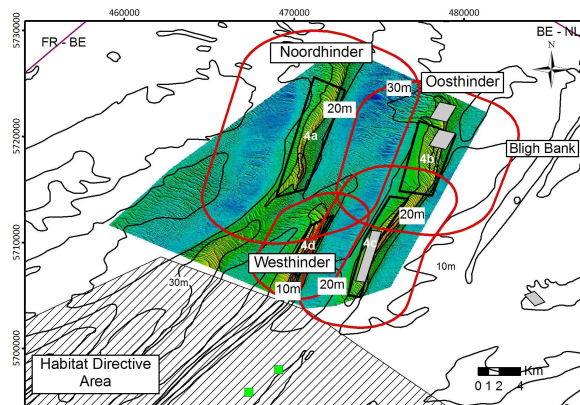 460000
470000
480000
5730000
FR - BE
Noordhinder
BE - NL
N
30m
Oosthinder
20m
5720000
4a
4b
Bligh Bank
20m
5710000
4d
4c
Westhinder
10m
30m
10m
20m
5700000
Habitat Directive
Area
Km
0 1 2 4